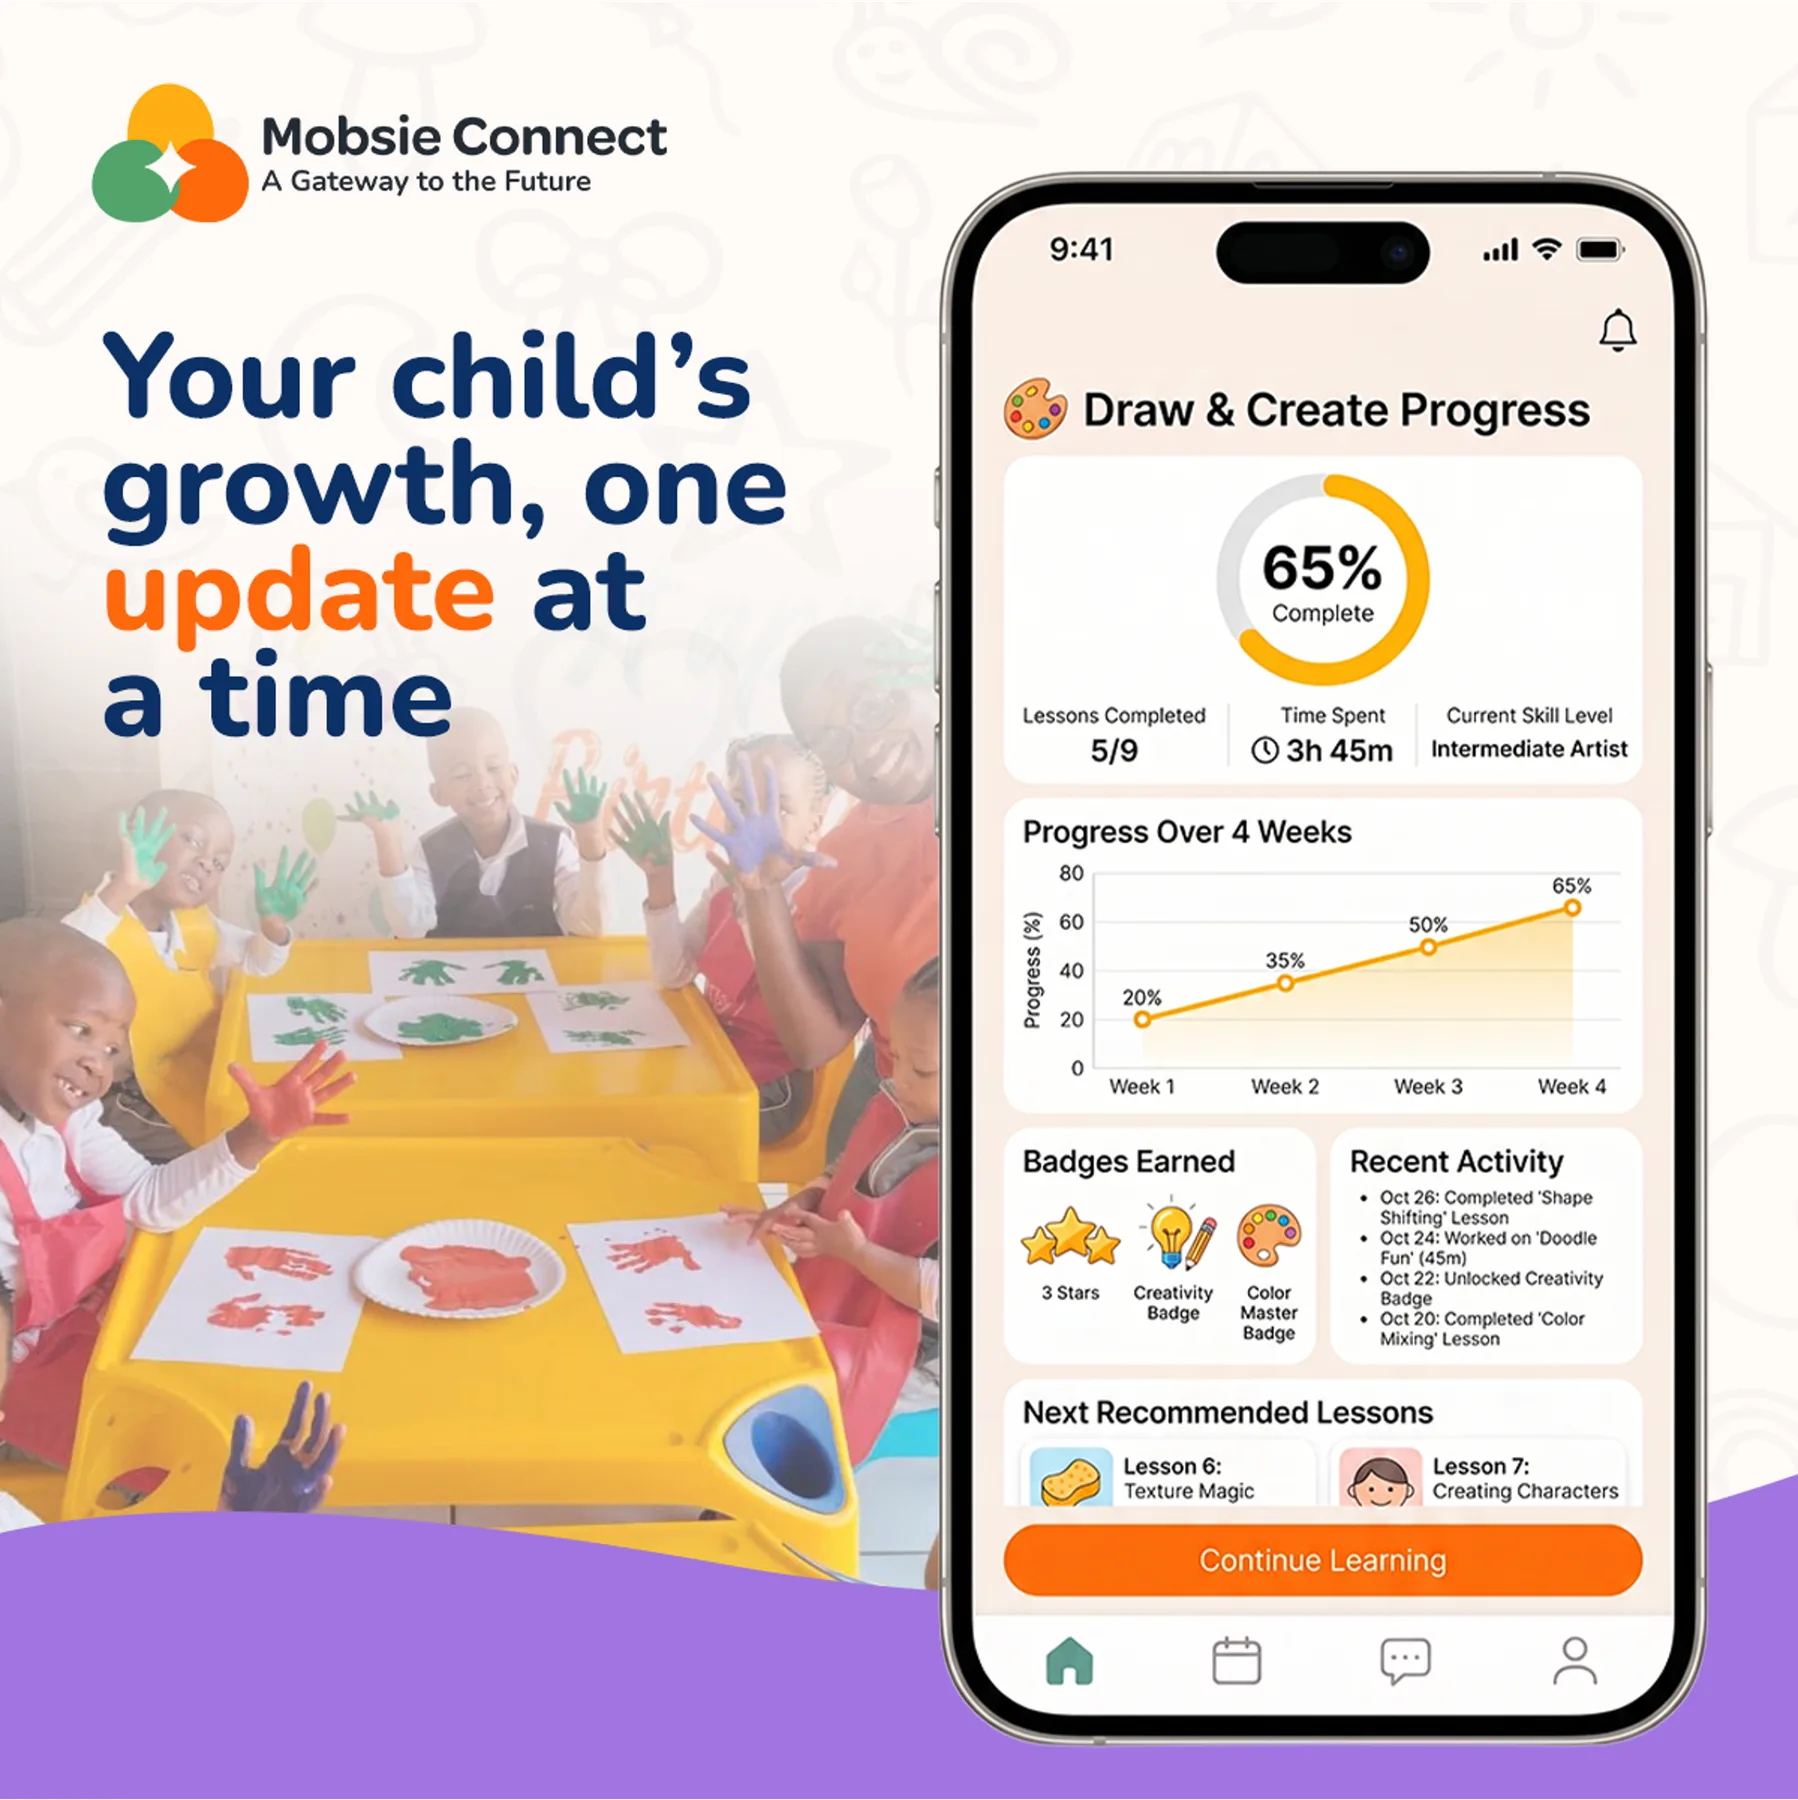 Mobsie Connect
A Gateway to the Future
Your child's
growth, one
update at
a time
9:41
Draw & Create Progress
65%
Complete
Lessons Completed
5/9
Time Spent
3h 45m
Current Skill Level
Intermediate Artist
Progress Over 4 Weeks
Progress (%)
80
60
40
20
0
20%
35%
50%
65%
Week 1
Week 2
Week 3
Week 4
Badges Earned
3 Stars
Creativity
Badge
Color
Master
Badge
Recent Activity
• Oct 26: Completed 'Shape
Shifting' Lesson
• Oct 24: Worked on 'Doodle
Fun' (45m)
• Oct 22: Unlocked Creativity
Badge
• Oct 20: Completed 'Color
Mixing' Lesson
Next Recommended Lessons
Lesson 6:
Texture Magic
Lesson 7:
Creating Characters
Continue Learning